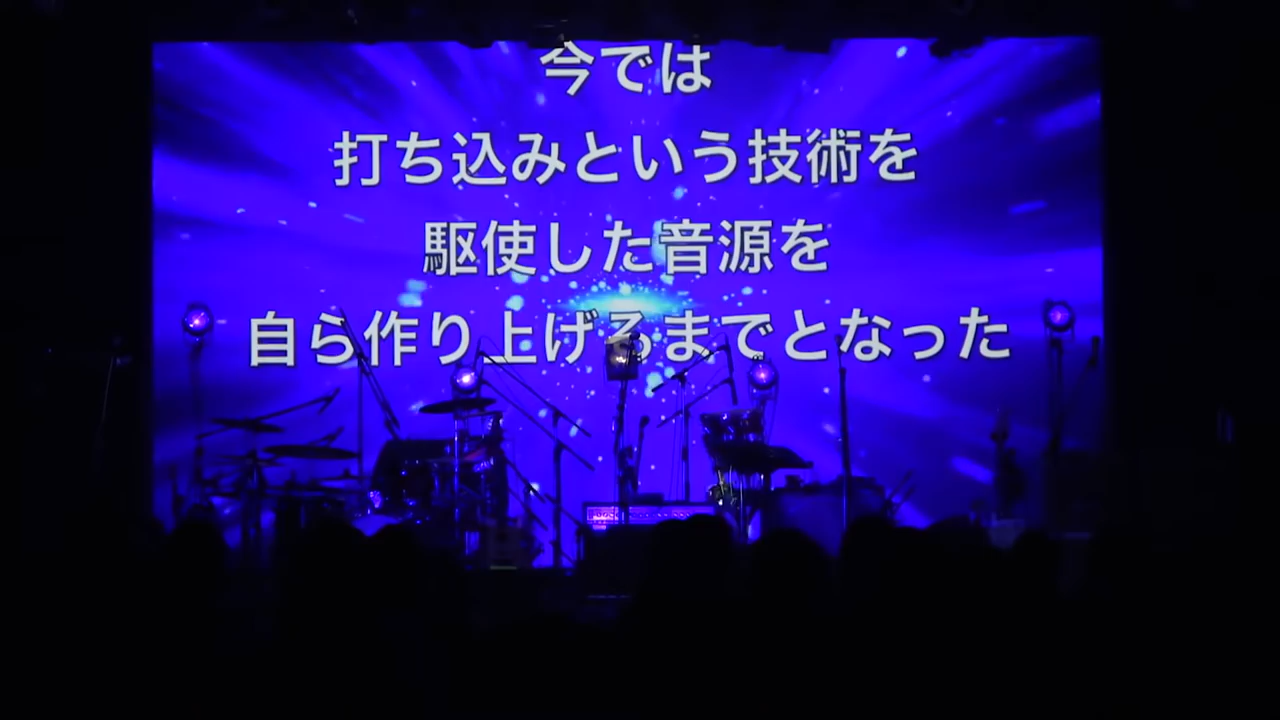 今では
打ち込みという技術を
駆使した音源を
自ら作り上げるまでとなった